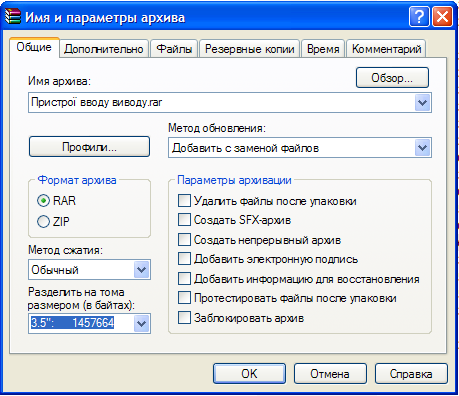 Имя и параметры архива
Общие Дополнительно Файлы Резервные копии Время Комментарий
Имя архива:
Обзор...
Пристрої вводу виводу.rar
Метод обновления:
Профили...
Добавить с заменой файлов
Формат архива
RAR
ZIP
Метод сжатия:
Обычный
Разделить на тома
размером (в байтах):
3.5": 1457664
Параметры архивации
Удалить файлы после упаковки
Создать SFX-архив
Создать непрерывный архив
Добавить электронную подпись
Добавить информацию для восстановления
Протестировать файлы после упаковки
Заблокировать архив
OK Отмена Справка